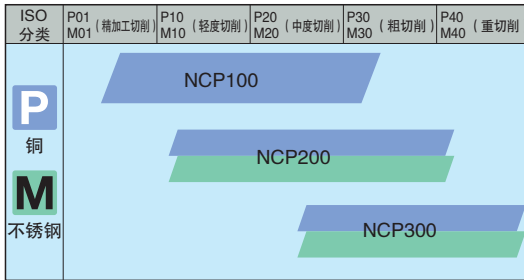 ISO 分类
P01 M01 (精加工切削)
P10 M10 (轻度切削)
P20 M20 (中度切削)
P30 M30 (粗切削)
P40 M40 (重切削
P
铜
M
不锈钢
NCP100
NCP200
NCP300